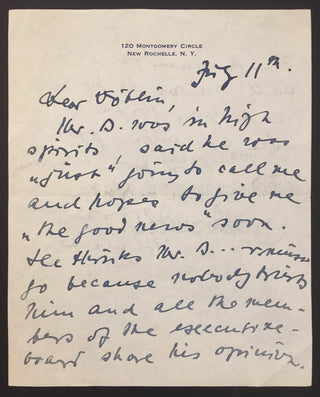 120 MONTGOMERY CIRCLE
NEW ROCHELLE, N. Y.
July 11th.
Dear Döblin,
Mr. D. was in high
spirits said he was
„just" going to call me
and hopes to give me
„the good news" soon.
He thinks Mr. D...
go because nobody trusts
him and all the mem-
bers of the executive-
board share his opinion.